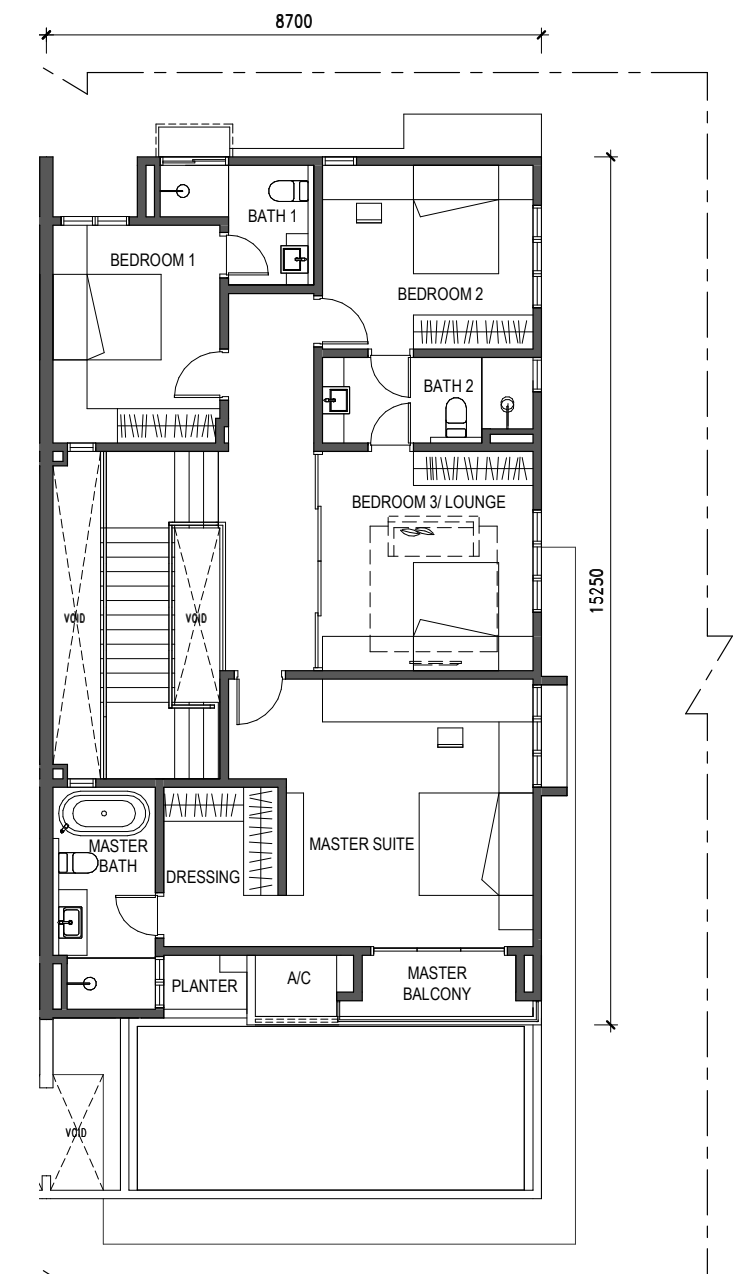 8700
BATH 1
BEDROOM 1
BEDROOM 2
BATH 2
BEDROOM 3/ LOUNGE
15250
VOID
VOID
MASTER SUITE
MASTER
BATH
DRESSING
PLANTER
A/C
MASTER
BALCONY
VOID